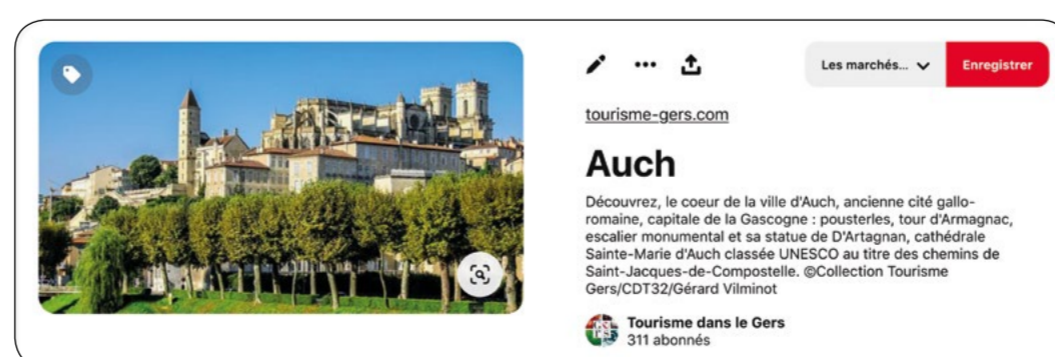 Les marchés...
Enregistrer
tourisme-gers.com
Auch
Découvrez, le coeur de la ville d'Auch, ancienne cité gallo-
romaine, capitale de la Gascogne : pousterles, tour d'Armagnac,
escalier monumental et sa statue de D'Artagnan, cathédrale
Sainte-Marie d'Auch classée UNESCO au titre des chemins de
Saint-Jacques-de-Compostelle. ©Collection Tourisme
Gers/CDT32/Gérard Vilminot
Tourisme dans le Gers
311 abonnés